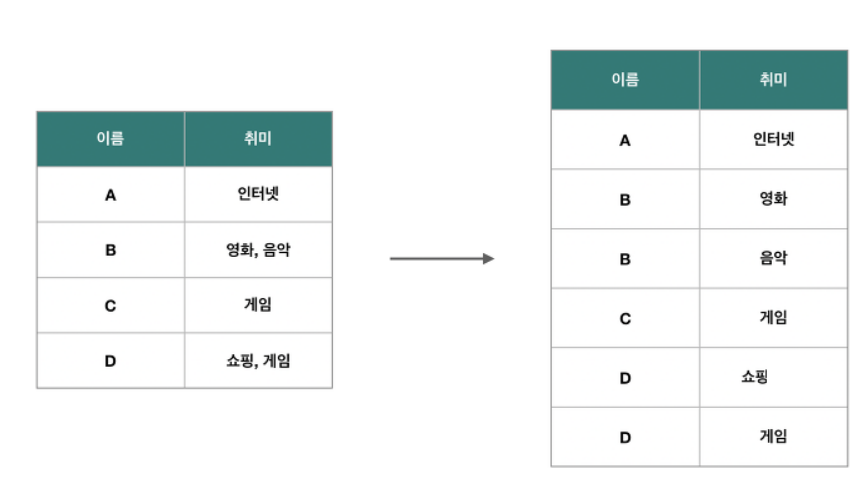 이름 취미
A 인터넷
B 영화, 음악
C 게임
D 쇼핑, 게임
이름 취미
A 인터넷
B 영화
B 음악
C 게임
D 쇼핑
D 게임